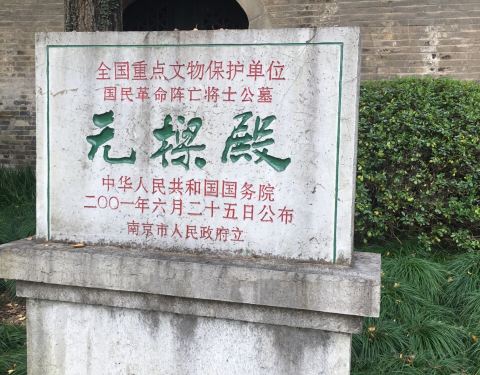 全国重点文物保护单位
国民革命阵亡将士公墓
无樑殿
中华人民共和国国务院
二〇〇一年六月二十五日公布
南京市人民政府立